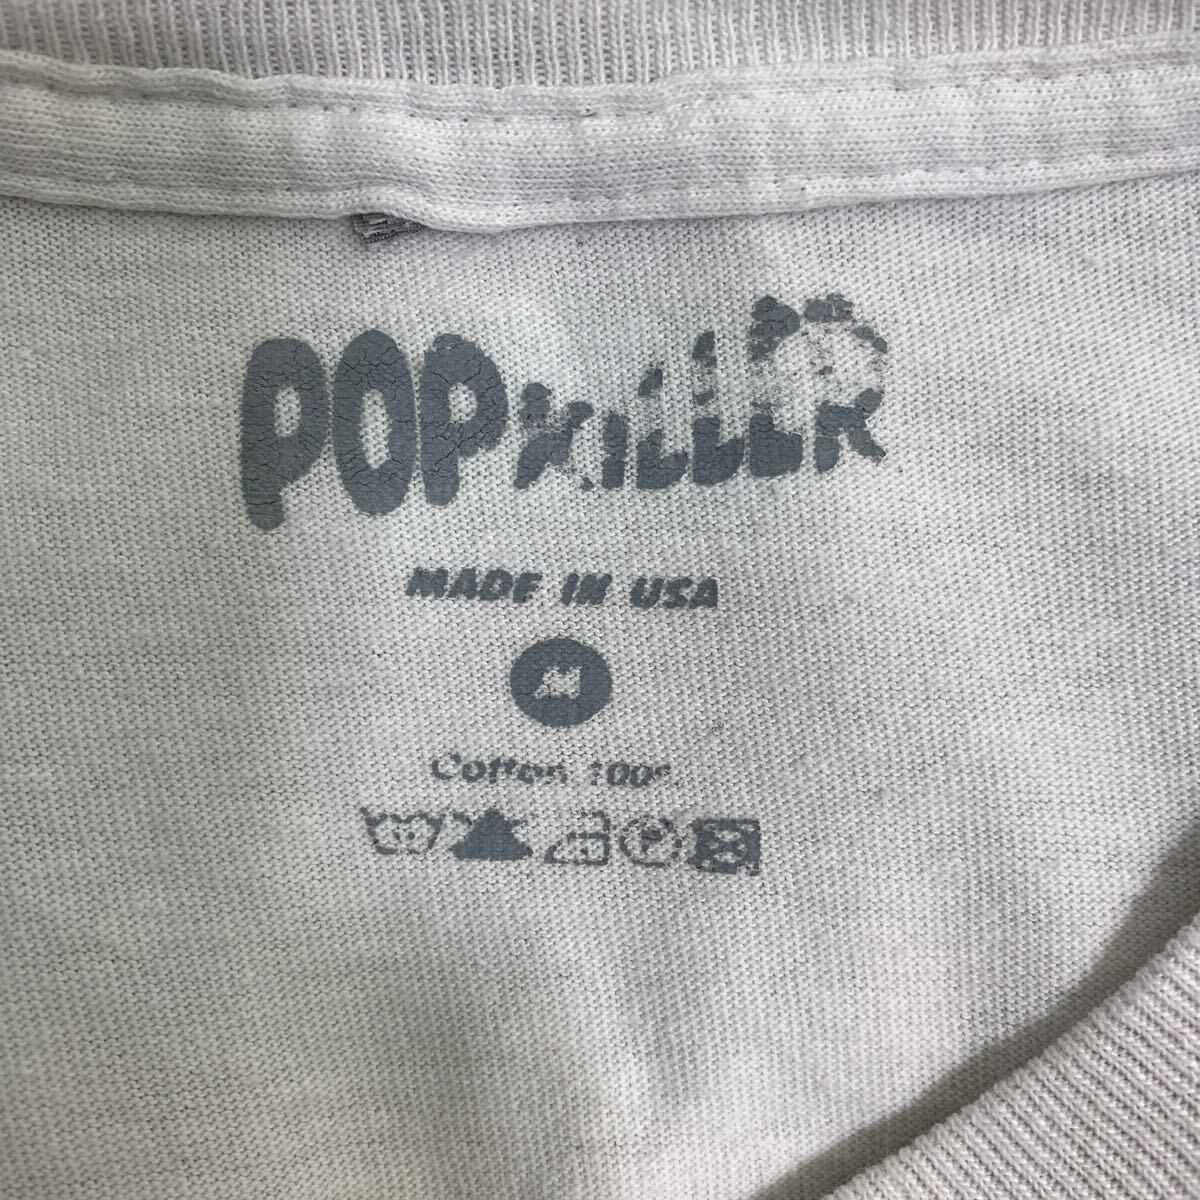 POPKiLLER
MADE IN USA
M
Cotton 100%